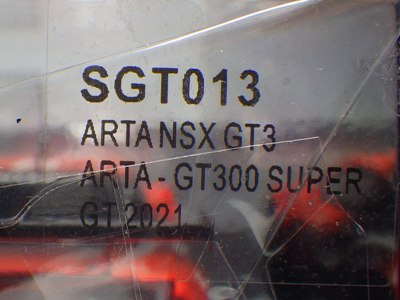 SGT013
ARTA NSX GT3
ARTA - GT300 SUPER
GT 2021